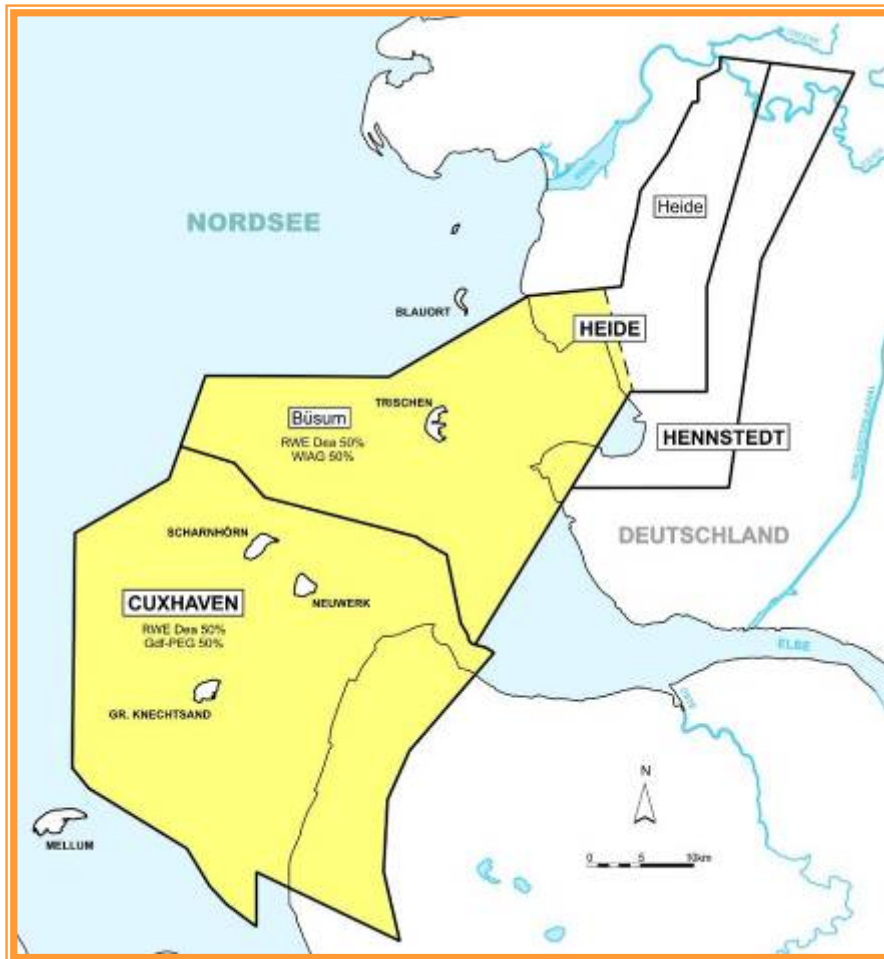 NORDSEE
Heide
BLAUORT
HEIDE
TRISCHEN
Büsum
RWE Dea 50%
WIAG 50%
HENNSTEDT
SCHARNHÖRN
DEUTSCHLAND
CUXHAVEN
NEUWERK
RWE Dea 50%
Gdf-PEG 50%
ELBE
GR. KNECHTSAND
OSTE
N
MELLUM
0 5 10km